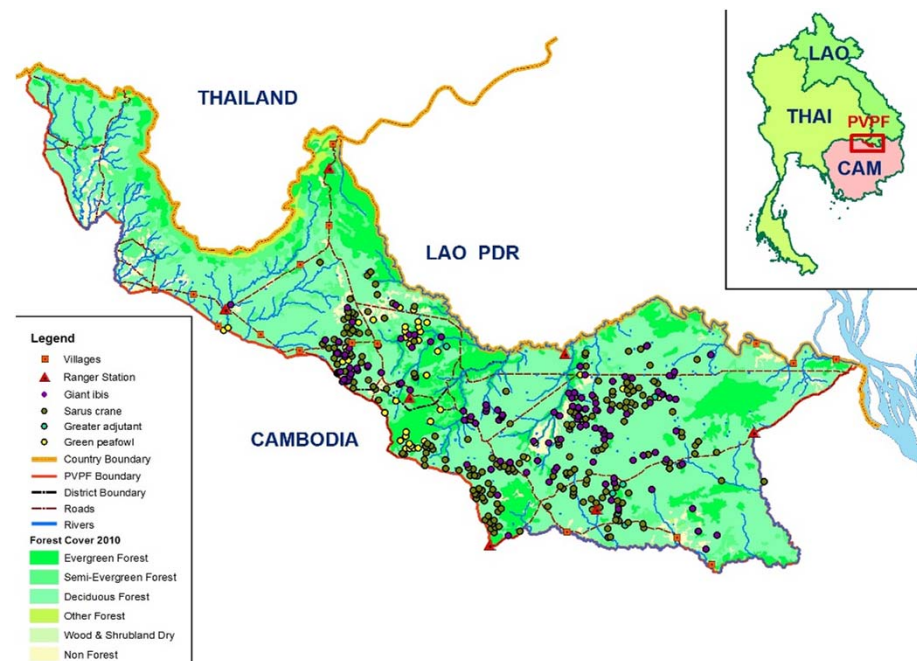 THAILAND
LAO PDR
CAMBODIA
LAO
THAI
PVPF
CAM
Legend
Villages
Ranger Station
Giant ibis
Sarus crane
Greater adjutant
Green peafowl
Country Boundary
PVPF Boundary
District Boundary
Roads
Rivers
Forest Cover 2010
Evergreen Forest
Semi-Evergreen Forest
Deciduous Forest
Other Forest
Wood & Shrubland Dry
Non Forest